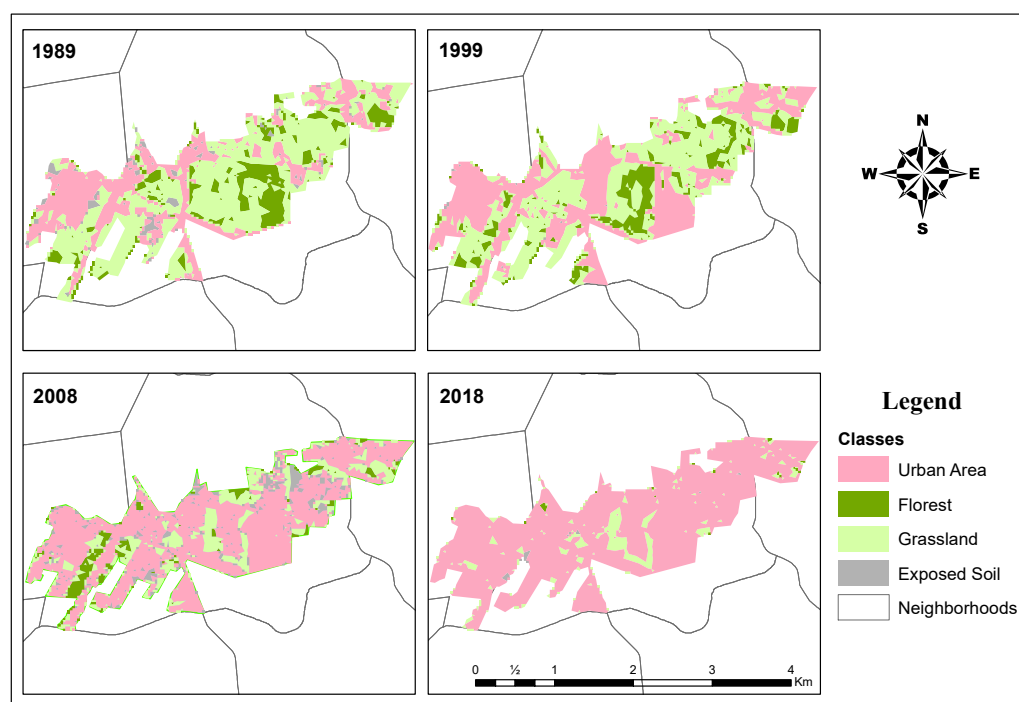 1989
1999
N
W
E
S
2008
2018
Legend
Classes
Urban Area
Florest
Grassland
Exposed Soil
Neighborhoods
0 ½ 1 2 3 4
Km